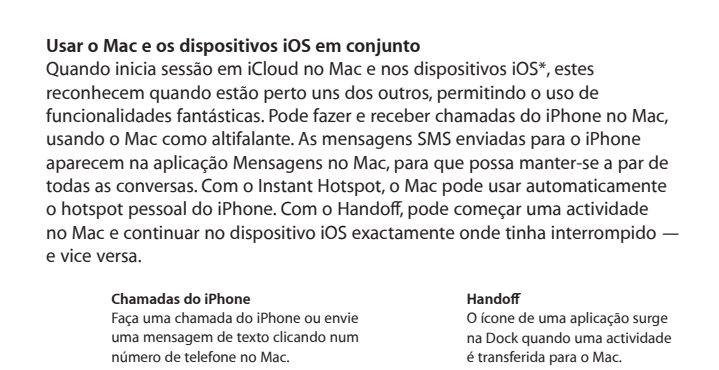 Usar o Mac e os dispositivos iOS em conjunto
Quando inicia sessão em iCloud no Mac e nos dispositivos iOS*, estes
reconhecem quando estão perto uns dos outros, permitindo o uso de
funcionalidades fantásticas. Pode fazer e receber chamadas do iPhone no Mac,
usando o Mac como altifalante. As mensagens SMS enviadas para o iPhone
aparecem na aplicação Mensagens no Mac, para que possa manter-se a par de
todas as conversas. Com o Instant Hotspot, o Mac pode usar automaticamente
o hotspot pessoal do iPhone. Com o Handoff, pode começar uma actividade
no Mac e continuar no dispositivo iOS exactamente onde tinha interrompido —
e vice versa.
Chamadas do iPhone
Faça uma chamada do iPhone ou envie
uma mensagem de texto clicando num
número de telefone no Mac.
Handoff
O ícone de uma aplicação surge
na Dock quando uma actividade
é transferida para o Mac.